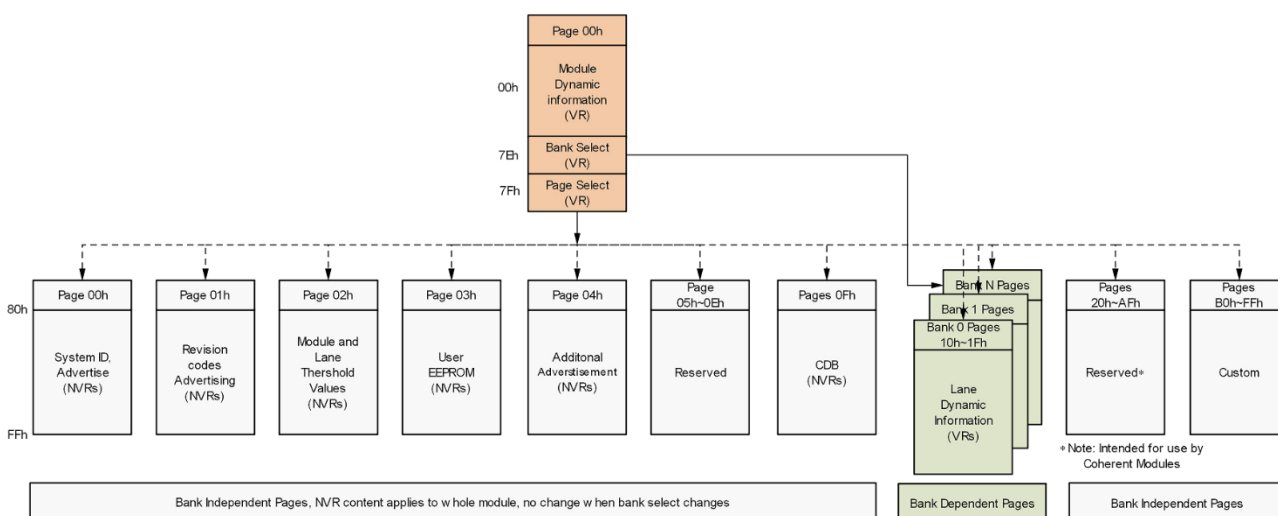 Page 00h
00h
Module
Dynamic
information
(VR)
7Eh
Bank Select
(VR)
7Fh
Page Select
(VR)
80h
FFh
Page 00h
System ID,
Advertise
(NVRs)
Page 01h
Revision
codes
Advertising
(NVRs)
Page 02h
Module and
Lane
Thershold
Values
(NVRs)
Page 03h
User
EEPROM
(NVRs)
Page 04h
Additonal
Adverstisement
(NVRs)
Page
05h~0Eh
Reserved
Pages 0Fh
CDB
(NVRs)
Bank N Pages
Bank 1 Pages
Bank 0 Pages
10h~1Fh
Lane
Dynamic
Information
(VRs)
Pages
20h~AFh
Reserved*
Pages
B0h~FFh
Custom
*Note: Intended for use by
Coherent Modules
Bank Independent Pages, NVR content applies to whole module, no change when bank select changes
Bank Dependent Pages
Bank Independent Pages